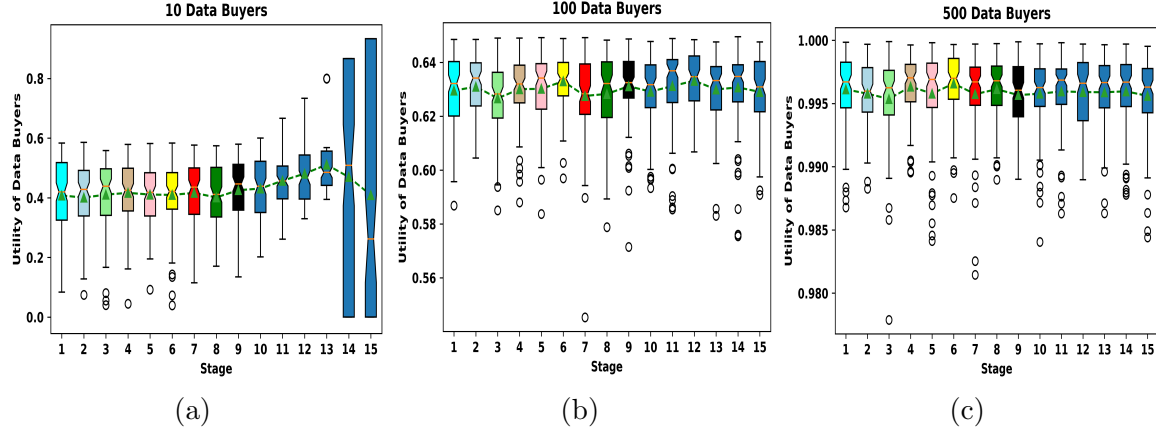 10 Data Buyers
Utility of Data Buyers
0.8
0.6
0.4
0.2
0.0
1 2 3 4 5 6 7 8 9 10 11 12 13 14 15
Stage
(a)
100 Data Buyers
Utility of Data Buyers
0.64
0.62
0.60
0.58
0.56
1 2 3 4 5 6 7 8 9 10 11 12 13 14 15
Stage
(b)
500 Data Buyers
Utility of Data Buyers
1.000
0.995
0.990
0.985
0.980
1 2 3 4 5 6 7 8 9 10 11 12 13 14 15
Stage
(c)